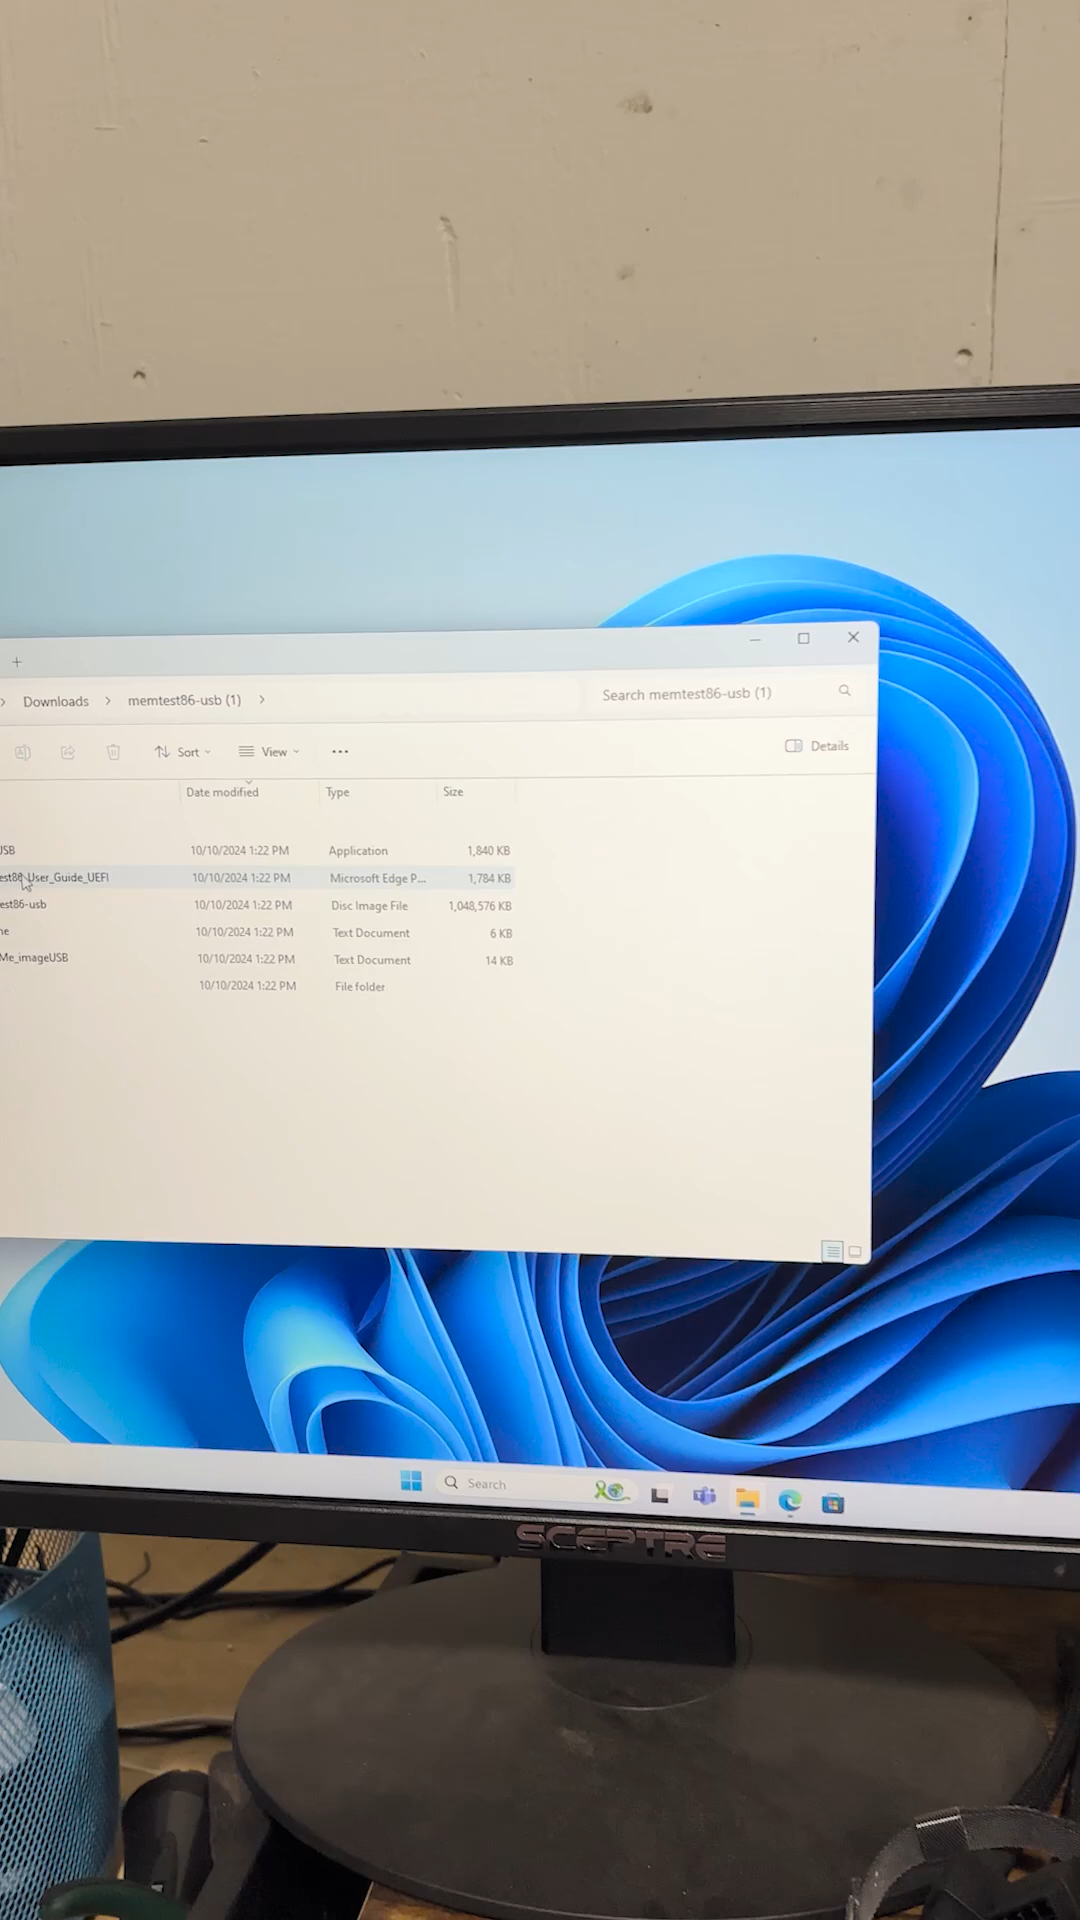 Downloads > memtest86-usb (1) >
Search memtest86-usb (1)
Sort
View
Details
Date modified
Type
Size
USB 10/10/2024 1:22 PM Application 1,840 KB
est86_User_Guide_UEFI 10/10/2024 1:22 PM Microsoft Edge P... 1,784 KB
est86-usb 10/10/2024 1:22 PM Disc Image File 1,048,576 KB
ne 10/10/2024 1:22 PM Text Document 6 KB
Me_imageUSB 10/10/2024 1:22 PM Text Document 14 KB
10/10/2024 1:22 PM File folder
Search
SCEPTRE